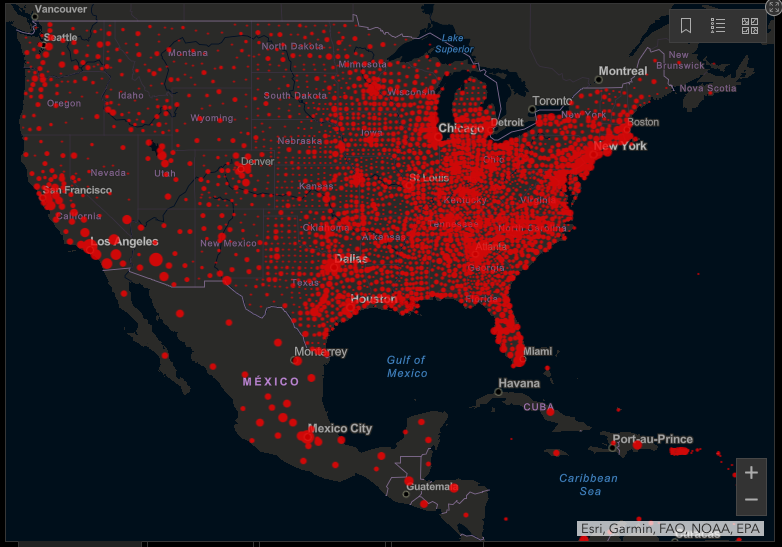 Vancouver
Seattle
Montana
North Dakota
Lake
Superior
Minnesota
Montreal
New
Brunswick
Nova Scotia
Oregon
Idaho
Wyoming
South Dakota
Wisconsin
Toronto
New York
Detroit
Boston
Chicago
New York
Nebraska
Iowa
Ohio
Nevada
Utah
Denver
Kansas
St Louis
Kentucky
Virginia
San Francisco
California
Los Angeles
New Mexico
Oklahoma
Arkansas
Tennessee
North Carolina
Atlanta
Georgia
Dallas
Texas
Houston
Florida
Monterrey
Gulf of
Mexico
Miami
MÉXICO
Havana
CUBA
Mexico City
Port-au-Prince
Guatemala
Caribbean
Sea
+
−
Esri, Garmin, FAO, NOAA, EPA
Caracas